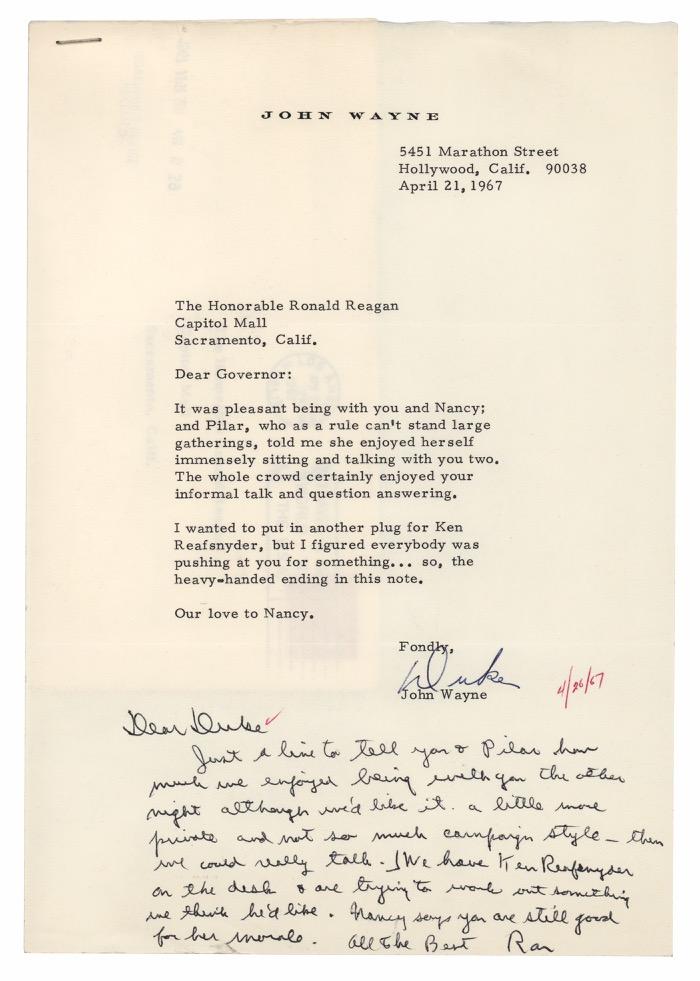 JOHN WAYNE
5451 Marathon Street
Hollywood, Calif. 90038
April 21, 1967
The Honorable Ronald Reagan
Capitol Mall
Sacramento, Calif.
Dear Governor:
It was pleasant being with you and Nancy;
and Pilar, who as a rule can't stand large
gatherings, told me she enjoyed herself
immensely sitting and talking with you two.
The whole crowd certainly enjoyed your
informal talk and question answering.
I wanted to put in another plug for Ken
Reafsnyder, but I figured everybody was
pushing at you for something... so, the
heavy-handed ending in this note.
Our love to Nancy.
Fondly,
Duke
John Wayne
4/26/67
Dear Duke
Just a line to tell you & Pilar how
much we enjoyed being with you the other
night although we'd like it a little more
private and not so much campaign style – then
we could really talk. We have Ken Reafsnyder
on the desk & are trying to work out something
we think he'd like. Nancy says you are still good
for her morale. All The Best Ron